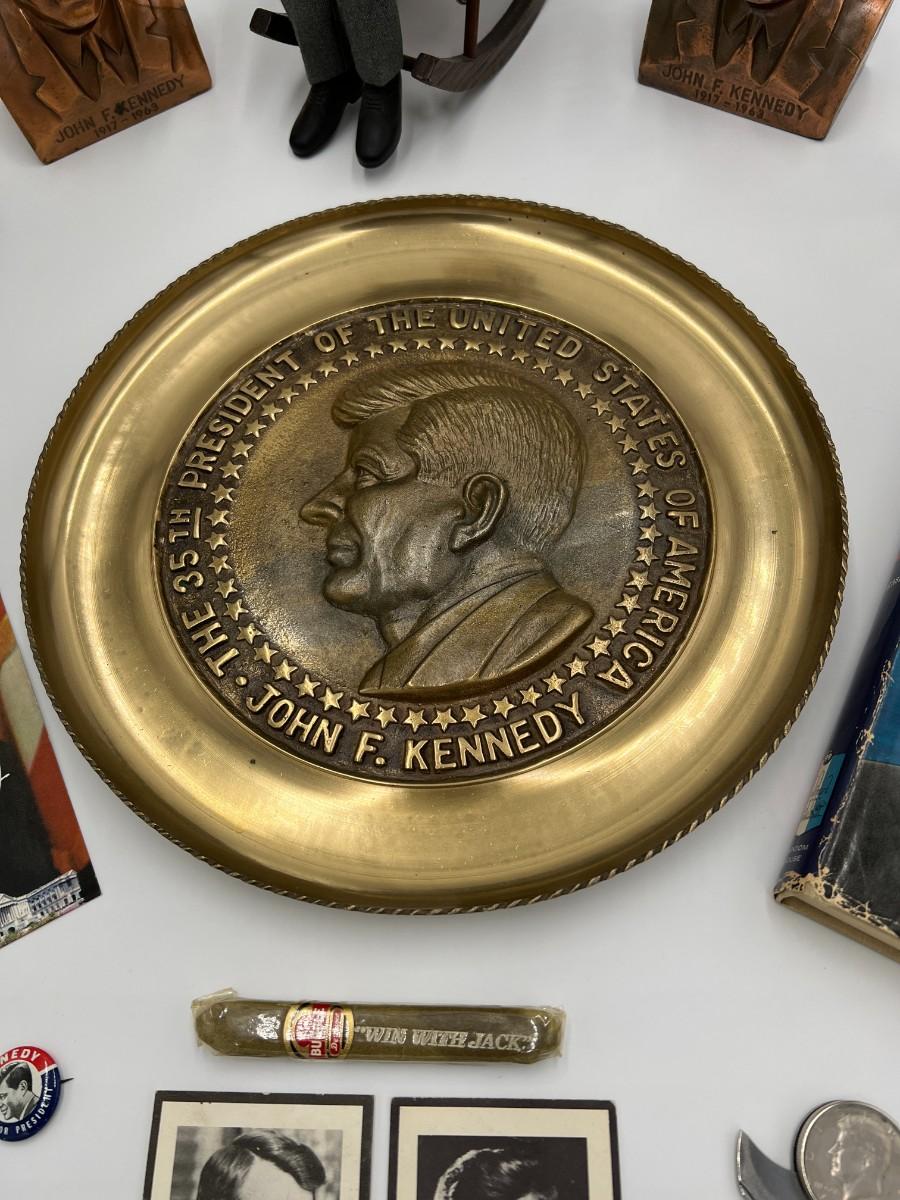 JOHN F. KENNEDY
1917 - 1963
JOHN F. KENNEDY
1917 - 1963
THE 35TH PRESIDENT OF THE UNITED STATES OF AMERICA
• JOHN F. KENNEDY
"WIN WITH JACK"
NEDY
OR PRESIDENT